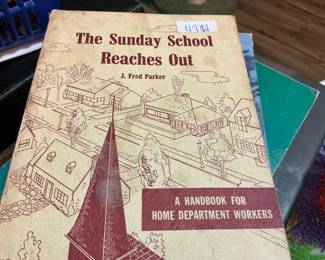 The Sunday School
Reaches Out
J. Fred Parker
A HANDBOOK FOR
HOME DEPARTMENT WORKERS